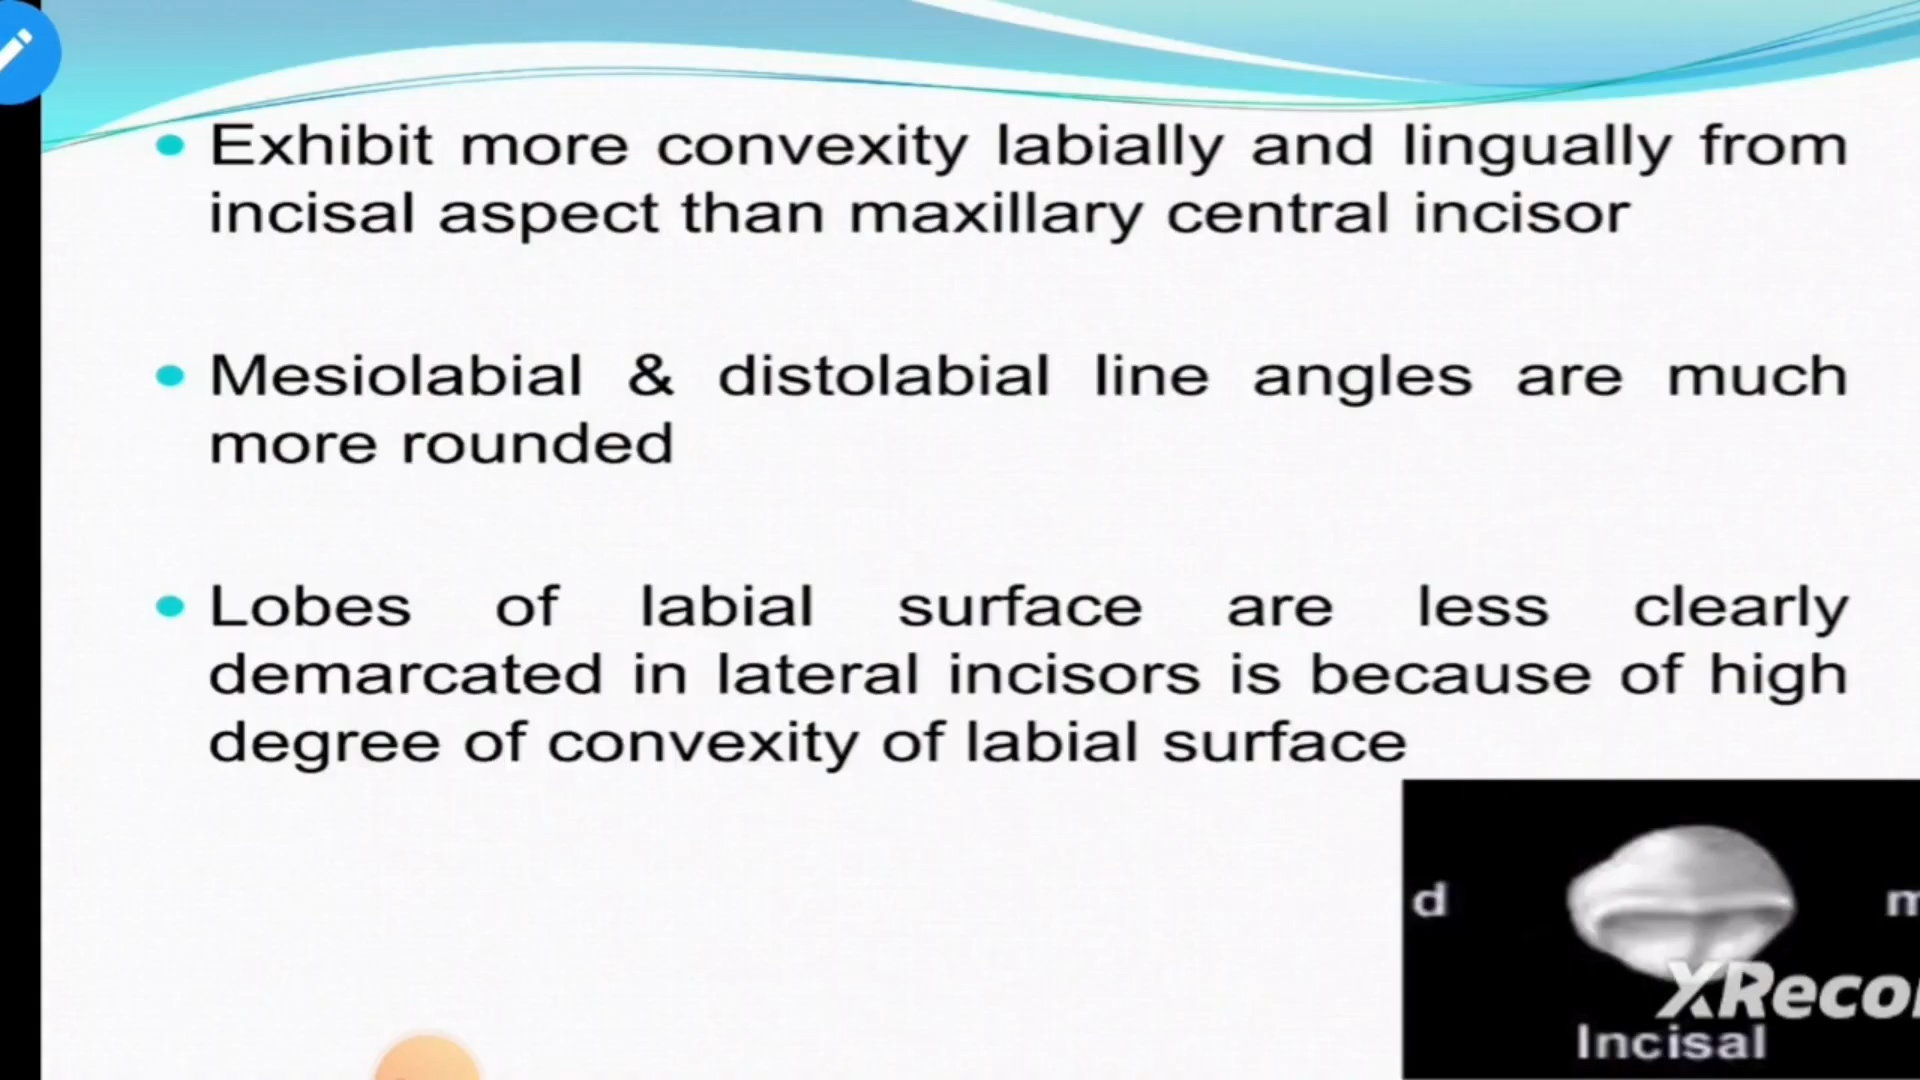 Exhibit more convexity labially and lingually from
incisal aspect than maxillary central incisor
Mesiolabial & distolabial line angles are much
more rounded
Lobes of labial surface are less clearly
demarcated in lateral incisors is because of high
degree of convexity of labial surface
d m
XRecor
Incisal